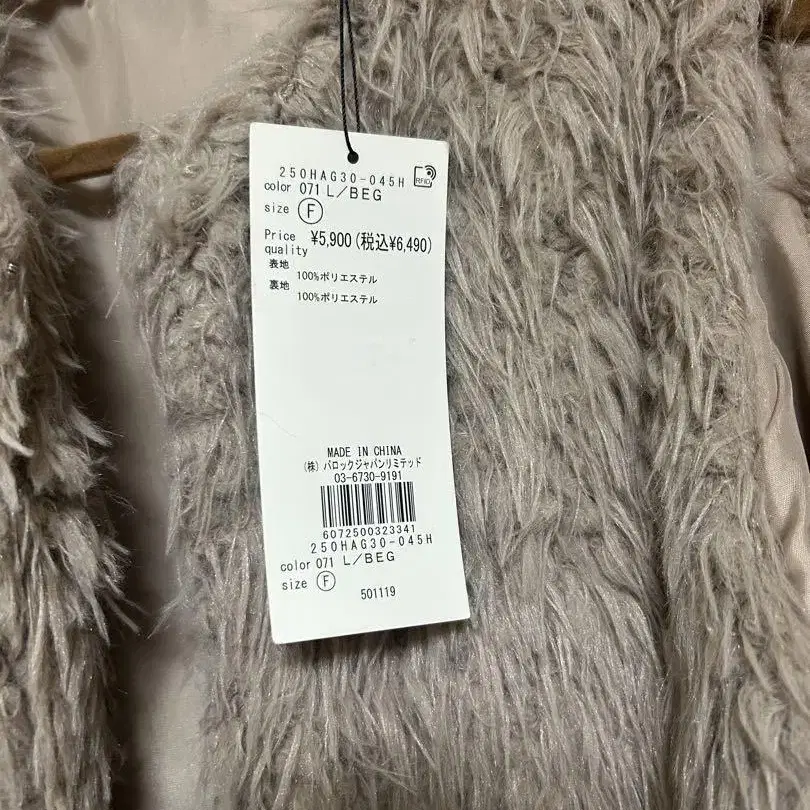 250HAG30-045H
RFID
color 071 L/BEG
size F
Price ¥5,900(税込¥6,490)
quality
表地
100%ポリエステル
裏地
100%ポリエステル
MADE IN CHINA
(株)バロックジャパンリミテッド
03-6730-9191
6072500323341
250HAG30-045H
color 071 L/BEG
size F
501119